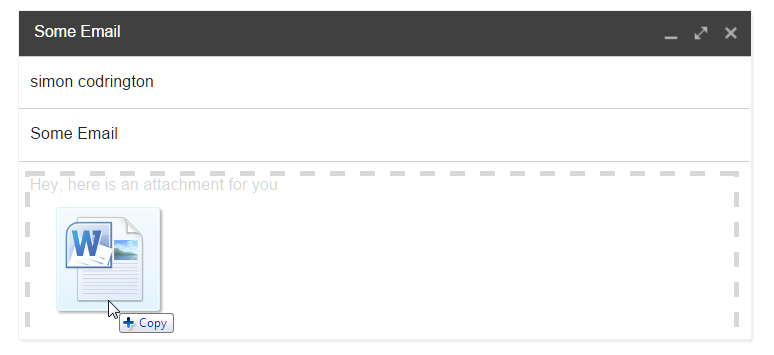 Some Email
simon codrington
Some Email
Hey, here is an attachment for you
W
Copy